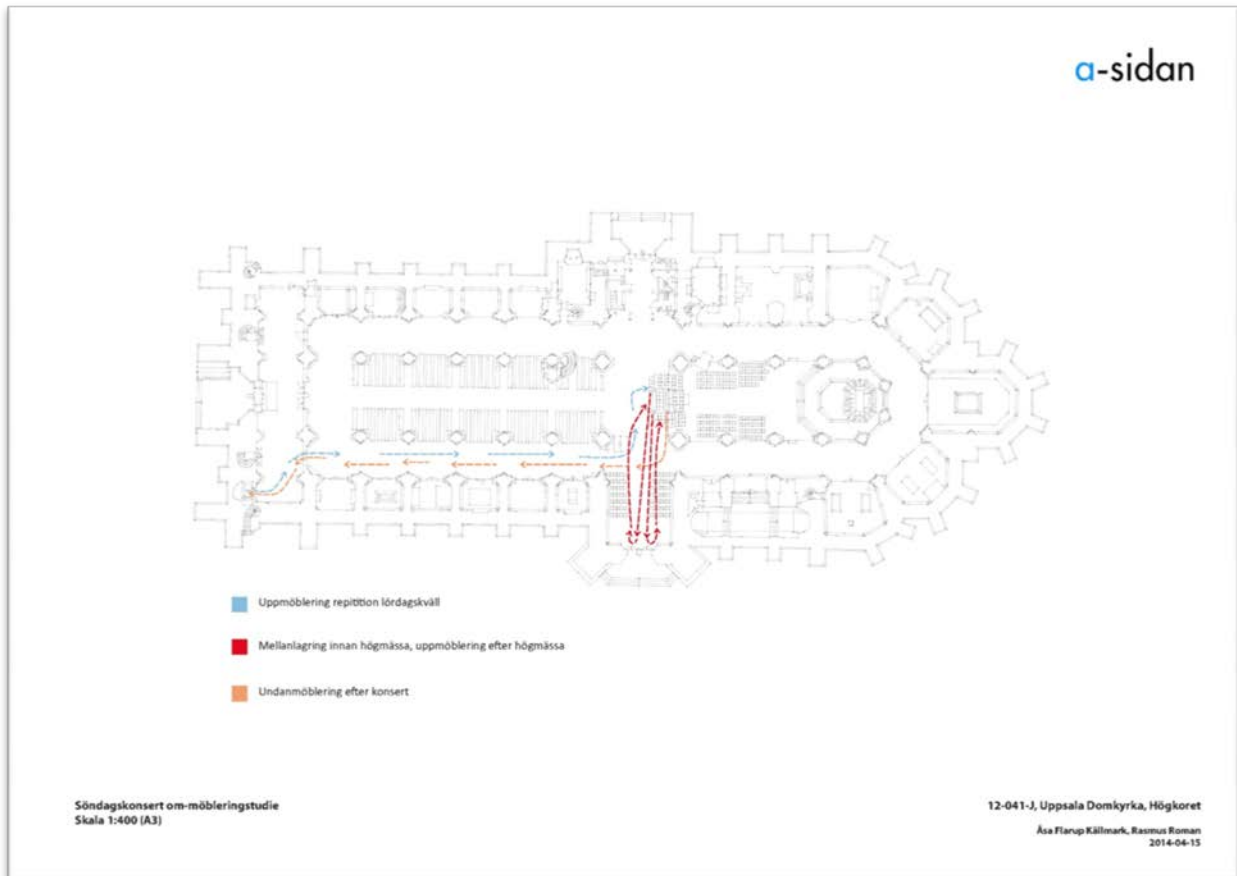 a-sidan
Uppmöblering repitition lördagskväll
Mellanlagring innan högmässa, uppmöblering efter högmässa
Undanmöblering efter konsert
Söndagskonsert om-möbleringstudie
Skala 1:400 (A3)
12-041-J, Uppsala Domkyrka, Högkoret
Åsa Flarup Källmark, Rasmus Roman
2014-04-15